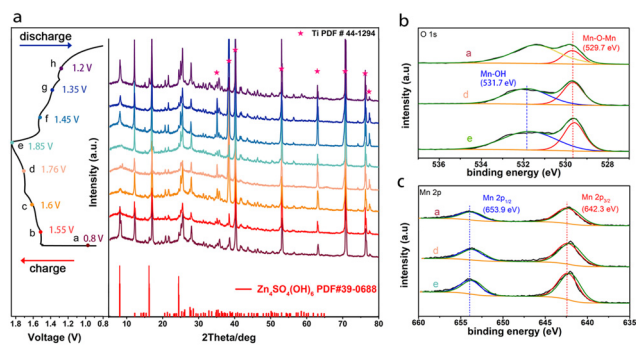 a
discharge
Ti PDF # 44-1294
h
1.2 V
g
1.35 V
f
1.45 V
e
1.85 V
d
1.76 V
c
1.6 V
b
1.55 V
a
0.8 V
charge
Intensity (a.u.)
Zn4SO4(OH)6 PDF#39-0688
1.8 1.6 1.4 1.2 1.0 0.8
Voltage (V)
10 20 30 40 50 60 70 80
2Theta/deg
b
O 1s
Mn-O-Mn
(529.7 eV)
a
Mn-OH
(531.7 eV)
d
e
intensity (a.u)
536 534 532 530 528
binding energy (eV)
c
Mn 2p
Mn 2p1/2
(653.9 eV)
Mn 2p3/2
(642.3 eV)
a
d
e
intensity (a.u)
660 655 650 645 640
binding energy (eV)